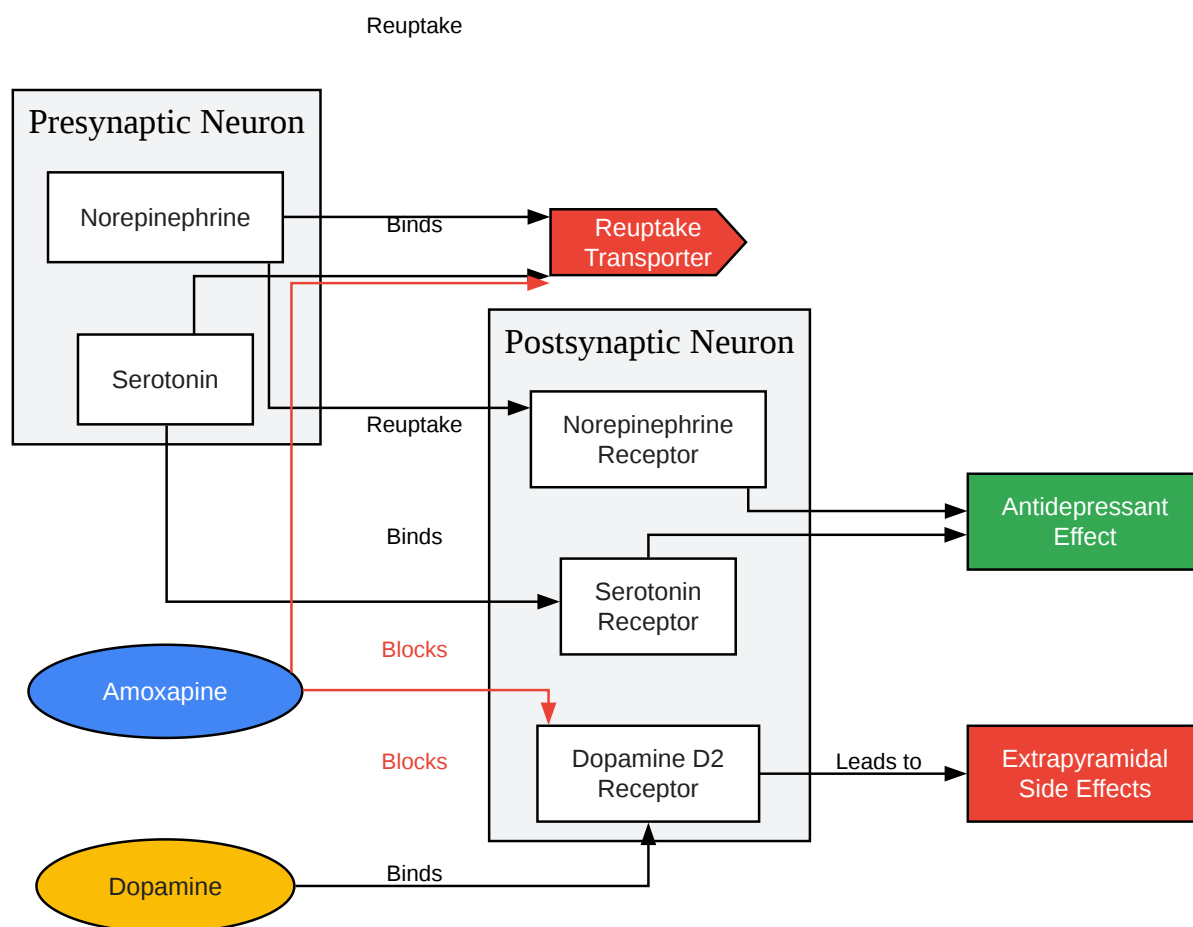 Reuptake
Presynaptic Neuron
Norepinephrine
Binds
Reuptake
Transporter
Serotonin
Postsynaptic Neuron
Reuptake
Norepinephrine
Receptor
Binds
Antidepressant
Effect
Serotonin
Receptor
Blocks
Amoxapine
Blocks
Dopamine D2
Receptor
Leads to
Extrapyramidal
Side Effects
Dopamine
Binds